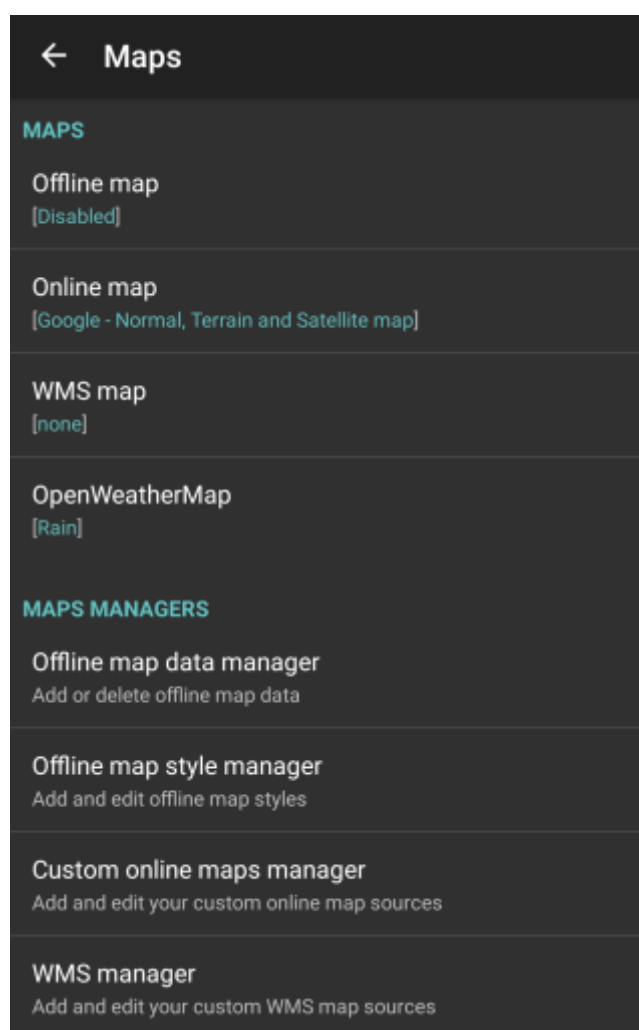 Maps
MAPS
Offline map
[Disabled]
Online map
[Google - Normal, Terrain and Satellite map]
WMS map
[none]
OpenWeatherMap
[Rain]
MAPS MANAGERS
Offline map data manager
Add or delete offline map data
Offline map style manager
Add and edit offline map styles
Custom online maps manager
Add and edit your custom online map sources
WMS manager
Add and edit your custom WMS map sources